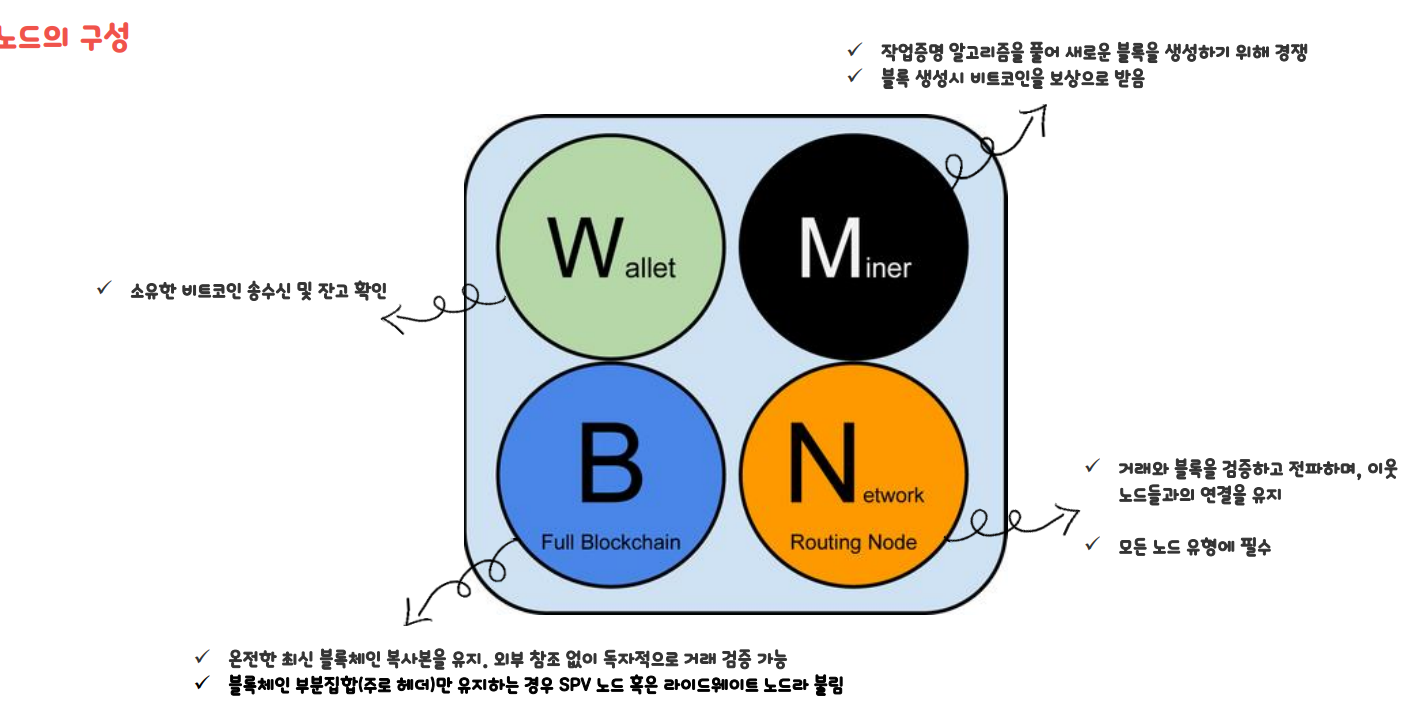 노드의 구성
✓ 작업증명 알고리즘을 풀어 새로운 블록을 생성하기 위해 경쟁
✓ 블록 생성시 비트코인을 보상으로 받음
Wallet
Miner
✓ 소유한 비트코인 송수신 및 잔고 확인
B
Full Blockchain
Network
Routing Node
✓ 거래와 블록을 검증하고 전파하며, 이웃
노드들과의 연결을 유지
✓ 모든 노드 유형에 필수
✓ 온전한 최신 블록체인 복사본을 유지. 외부 참조 없이 독자적으로 거래 검증 가능
✓ 블록체인 부분집합(주로 헤더)만 유지하는 경우 SPV 노드 혹은 라이드웨이트 노드라 불림